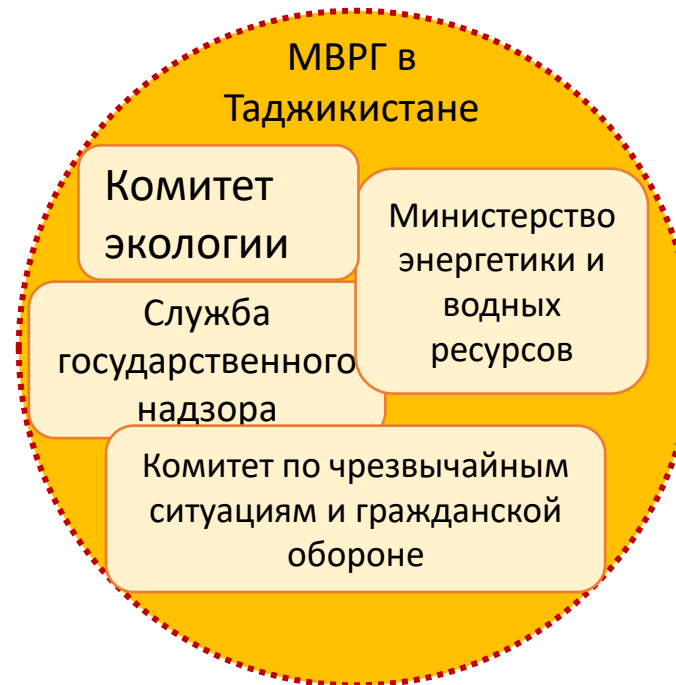 МВРГ в
Таджикистане
Комитет
экологии
Министерство
энергетики и
водных
ресурсов
Служба
государственного
надзора
Комитет по чрезвычайным
ситуациям и гражданской
обороне